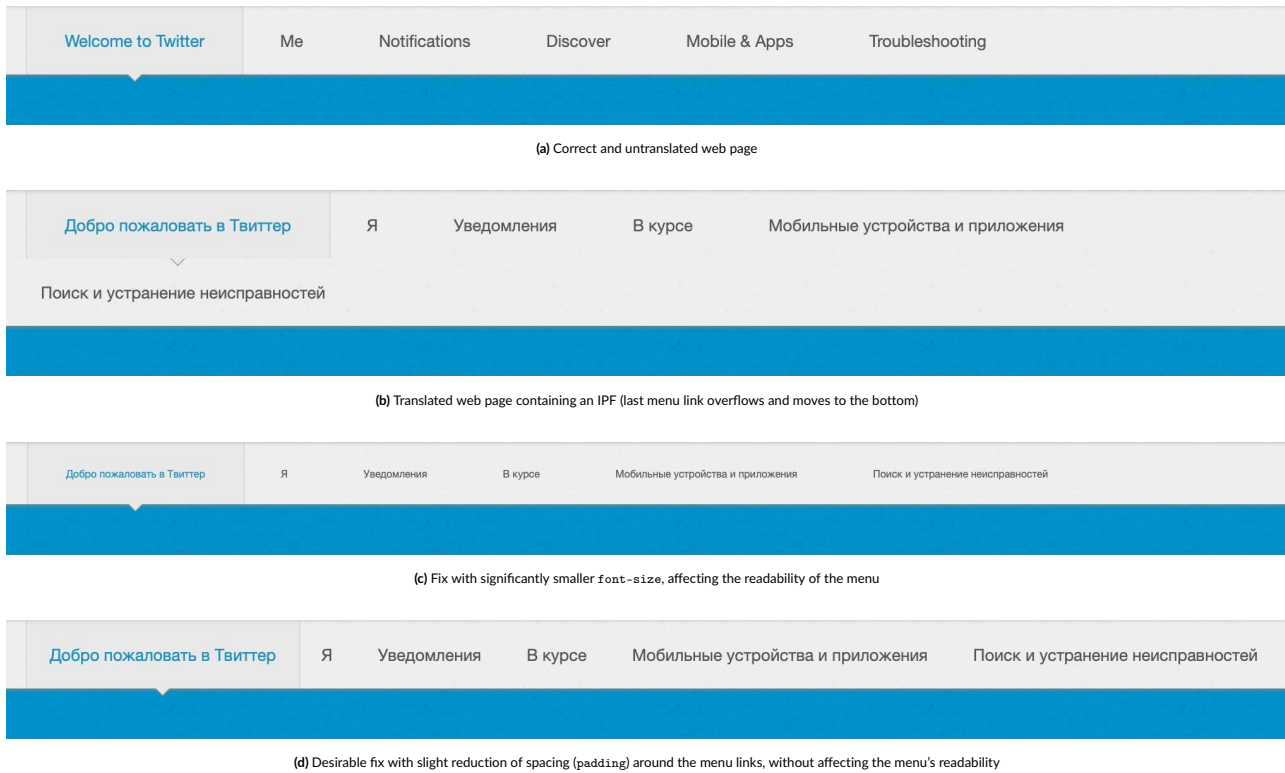 Welcome to Twitter Me Notifications Discover Mobile & Apps Troubleshooting
(a) Correct and untranslated web page
Добро пожаловать в Твиттер Я Уведомления В курсе Мобильные устройства и приложения
Поиск и устранение неисправностей
(b) Translated web page containing an IPF (last menu link overflows and moves to the bottom)
Добро пожаловать в Твиттер Я Уведомления В курсе Мобильные устройства и приложения Поиск и устранение неисправностей
(c) Fix with significantly smaller font-size, affecting the readability of the menu
Добро пожаловать в Твиттер Я Уведомления В курсе Мобильные устройства и приложения Поиск и устранение неисправностей
(d) Desirable fix with slight reduction of spacing (padding) around the menu links, without affecting the menu's readability